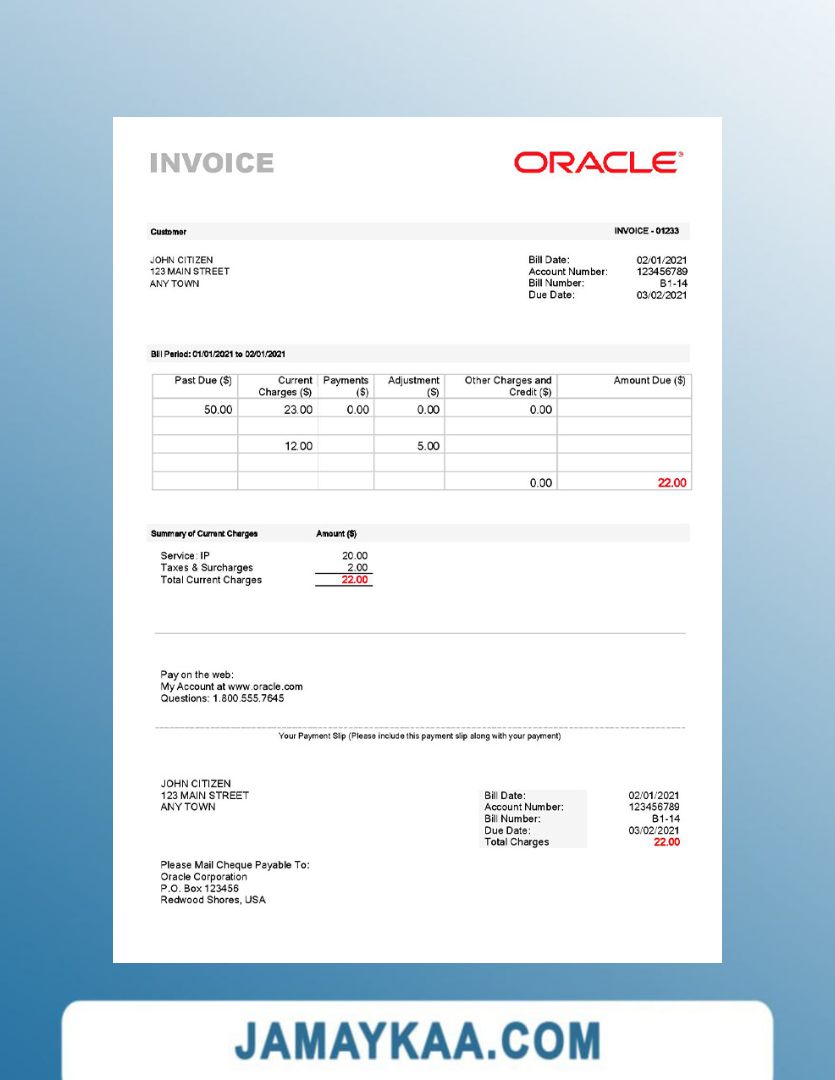 INVOICE ORACLE®
Customer INVOICE - 01233
JOHN CITIZEN Bill Date: 02/01/2021
123 MAIN STREET Account Number: 123456789
ANY TOWN Bill Number: B1-14
Due Date: 03/02/2021
Bill Period: 01/01/2021 to 02/01/2021
Past Due ($) Current Payments Adjustment Other Charges and Amount Due ($)
Charges ($) ($) ($) Credit ($)
50.00 23.00 0.00 0.00 0.00
12.00 5.00
0.00 22.00
Summary of Current Charges Amount ($)
Service: IP 20.00
Taxes & Surcharges 2.00
Total Current Charges 22.00
Pay on the web:
My Account at www.oracle.com
Questions: 1.800.555.7645
Your Payment Slip (Please include this payment slip along with your payment)
JOHN CITIZEN
123 MAIN STREET Bill Date: 02/01/2021
ANY TOWN Account Number: 123456789
Bill Number: B1-14
Due Date: 03/02/2021
Total Charges 22.00
Please Mail Cheque Payable To:
Oracle Corporation
P.O. Box 123456
Redwood Shores, USA
JAMAYKAA.COM